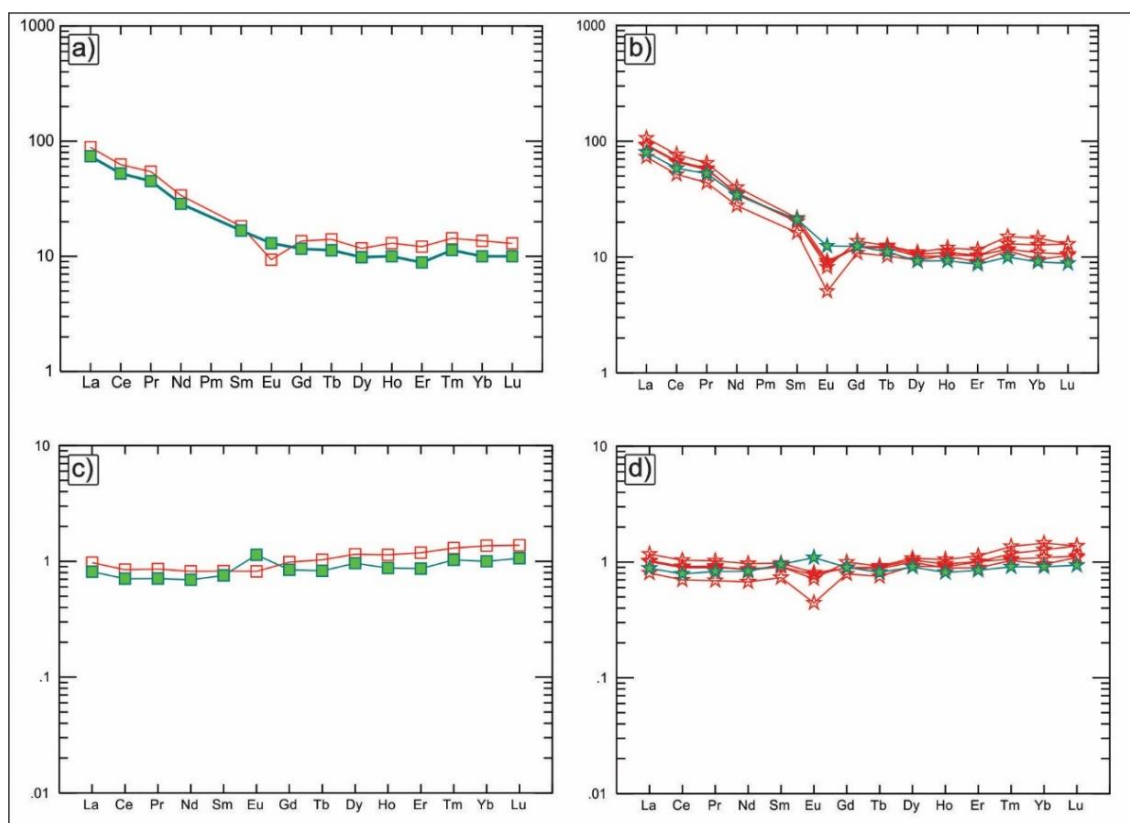 a)
1000
100
10
1
La Ce Pr Nd Pm Sm Eu Gd Tb Dy Ho Er Tm Yb Lu
b)
1000
100
10
1
La Ce Pr Nd Pm Sm Eu Gd Tb Dy Ho Er Tm Yb Lu
c)
10
1
.1
.01
La Ce Pr Nd Sm Eu Gd Tb Dy Ho Er Tm Yb Lu
d)
10
1
.1
.01
La Ce Pr Nd Sm Eu Gd Tb Dy Ho Er Tm Yb Lu